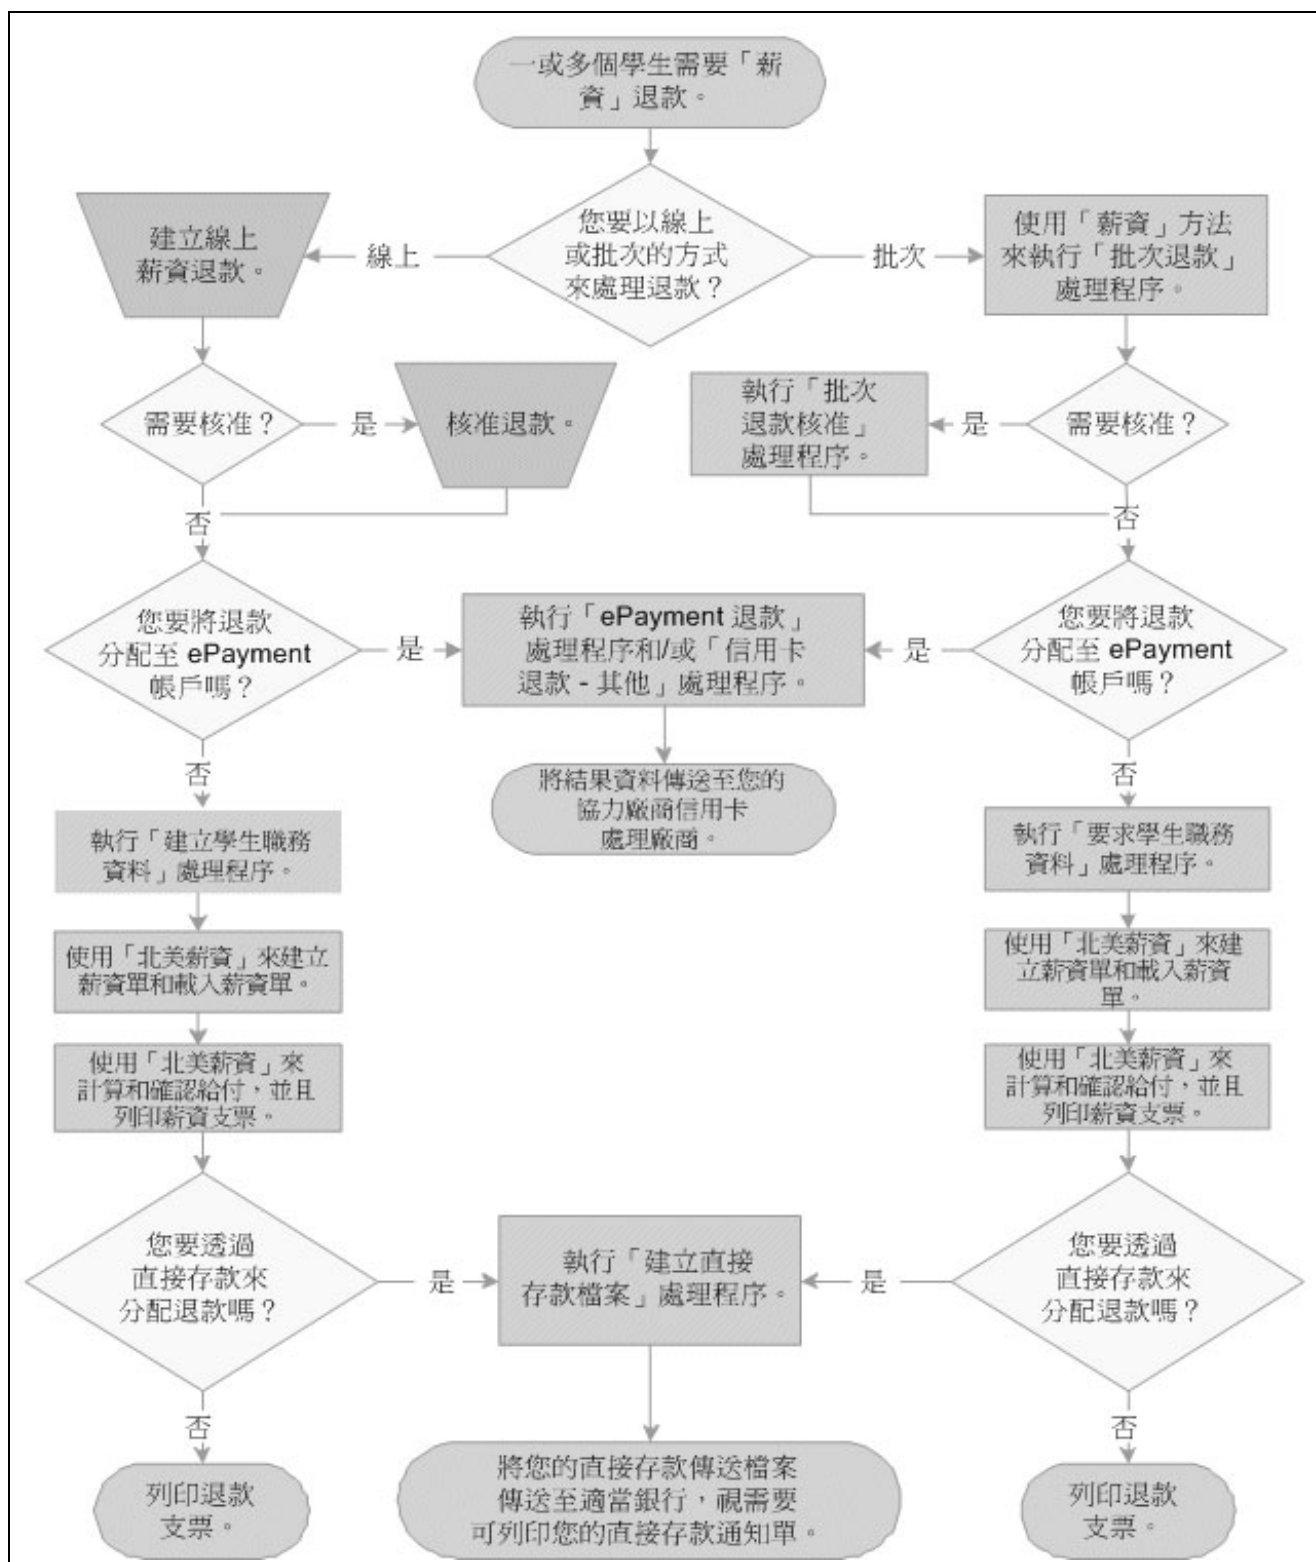 一或多個學生需要「薪
資」退款。
您要以線上
或批次的方式
來處理退款？
線上
批次
建立線上
薪資退款。
使用「薪資」方法
來執行「批次退款」
處理程序。
需要核准？
是
核准退款。
執行「批次
退款核准」
處理程序。
是
需要核准？
否
否
您要將退款
分配至 ePayment
帳戶嗎？
是
執行「ePayment 退款」
處理程序和/或「信用卡
退款 - 其他」處理程序。
是
您要將退款
分配至 ePayment
帳戶嗎？
否
將結果資料傳送至您的
協力廠商信用卡
處理廠商。
否
執行「建立學生職務
資料」處理程序。
執行「要求學生職務
資料」處理程序。
使用「北美薪資」來建立
薪資單和載入薪資單。
使用「北美薪資」來建
立薪資單和載入薪資
單。
使用「北美薪資」來
計算和確認給付，並且
列印薪資支票。
使用「北美薪資」來
計算和確認給付，並且
列印薪資支票。
您要透過
直接存款來
分配退款嗎？
是
執行「建立直接
存款檔案」處理程序。
是
您要透過
直接存款來
分配退款嗎？
否
否
列印退款
支票。
將您的直接存款傳送檔案
傳送至適當銀行，視需要
可列印您的直接存款通知單。
列印退款
支票。